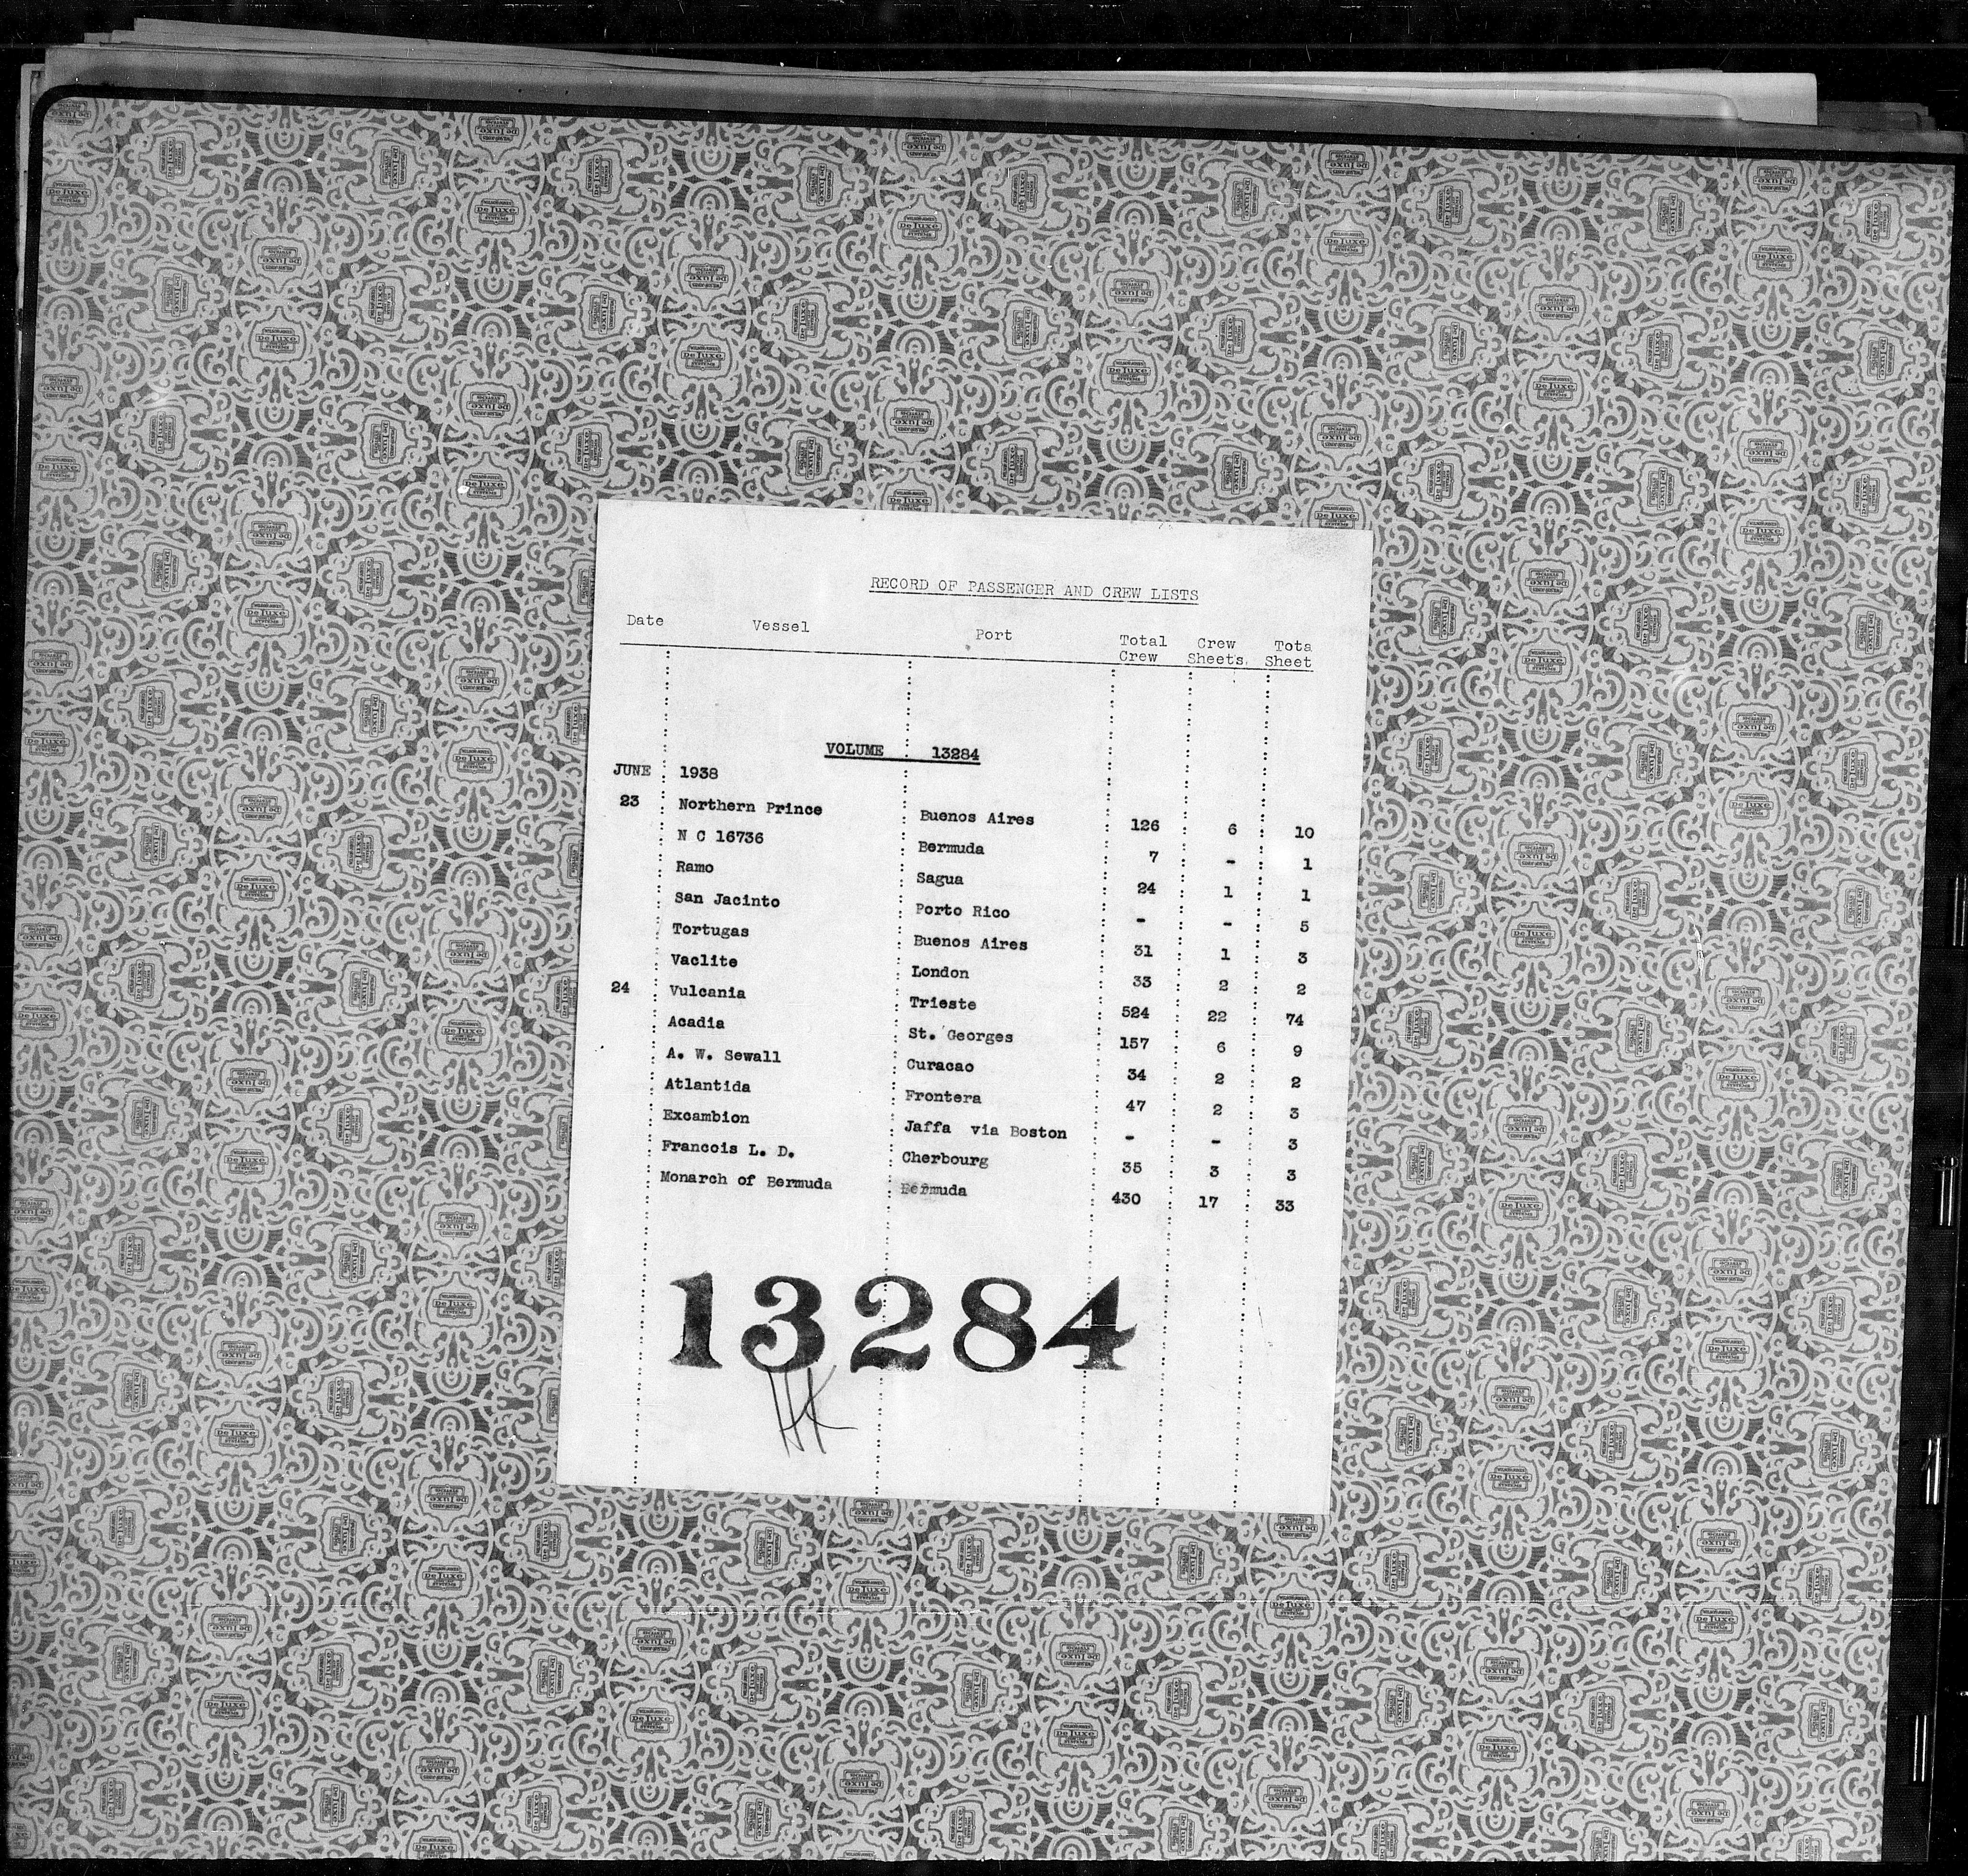 RECORD OF PASSENGER AND CREW LISTS
Date Vessel Port Total Crew Crew Sheets Tota Sheet
VOLUME 13284
JUNE 1938
23 Northern Prince Buenos Aires 126 6 10
N C 16736 Bermuda 7 - 1
Ramo Sagua 24 1 1
San Jacinto Porto Rico - - 5
Tortugas Buenos Aires 31 1 3
Vaclite London 33 2 2
24 Vulcania Trieste 524 22 74
Acadia St. Georges 157 6 9
A. W. Sewall Curacao 34 2 2
Atlantida Frontera 47 2 3
Excambion Jaffa via Boston - - 3
Francois L. D. Cherbourg 35 3 3
Monarch of Bermuda Bermuda 430 17 33
13284
HK